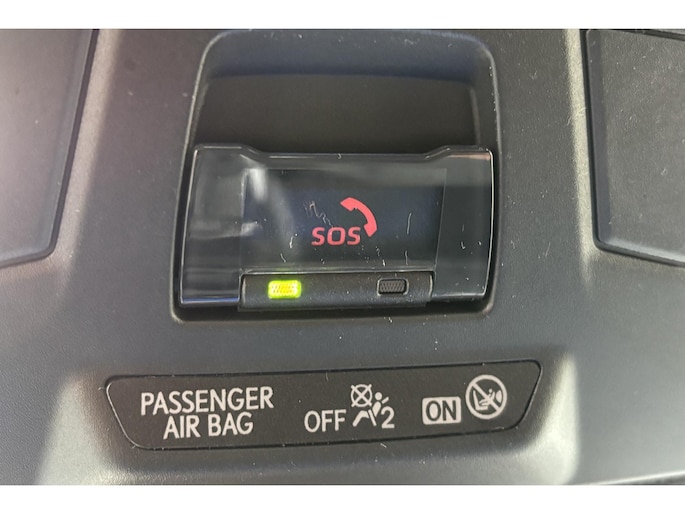 SOS
PASSENGER
AIR BAG
OFF 2 ON